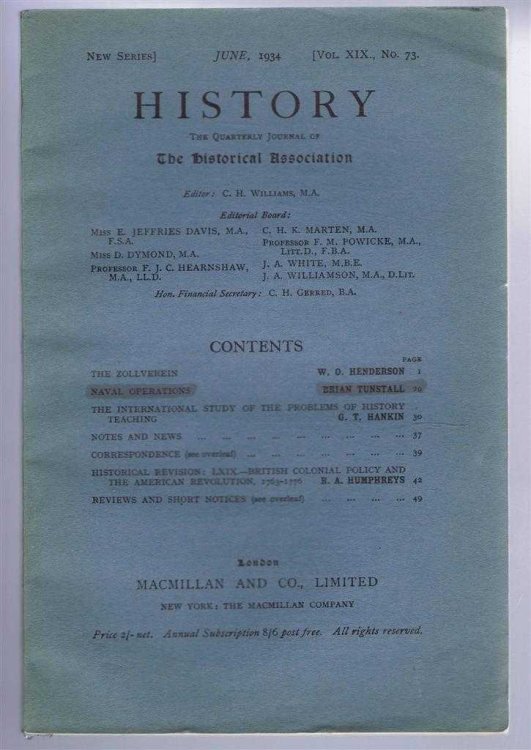 NEW SERIES] JUNE, 1934 [VOL. XIX., No. 73.
HISTORY
THE QUARTERLY JOURNAL OF
The Historical Association
Editor: C. H. WILLIAMS, M.A.
Editorial Board:
MISS E. JEFFRIES DAVIS, M.A., F.S.A.
MISS D. DYMOND, M.A.
PROFESSOR F. J. C. HEARNSHAW, M.A., LL.D.
C. H. K. MARTEN, M.A.
PROFESSOR F. M. POWICKE, M.A., LITT.D., F.B.A.
J. A. WHITE, M.B.E.
J. A. WILLIAMSON, M.A., D.LIT.
Hon. Financial Secretary: C. H. GERRED, B.A.
CONTENTS
PAGE
THE ZOLLVEREIN W. O. HENDERSON 1
NAVAL OPERATIONS BRIAN TUNSTALL 20
THE INTERNATIONAL STUDY OF THE PROBLEMS OF HISTORY
TEACHING G. T. HANKIN 30
NOTES AND NEWS ... ... ... ... ... ... ... ... 37
CORRESPONDENCE (see overleaf) ... ... ... ... ... ... 39
HISTORICAL REVISION: LXIX—BRITISH COLONIAL POLICY AND
THE AMERICAN REVOLUTION, 1763-1776 R. A. HUMPHREYS 42
REVIEWS AND SHORT NOTICES (see overleaf) ... ... ... ... 49
London
MACMILLAN AND CO., LIMITED
NEW YORK: THE MACMILLAN COMPANY
Price 2/- net. Annual Subscription 8/6 post free. All rights reserved.